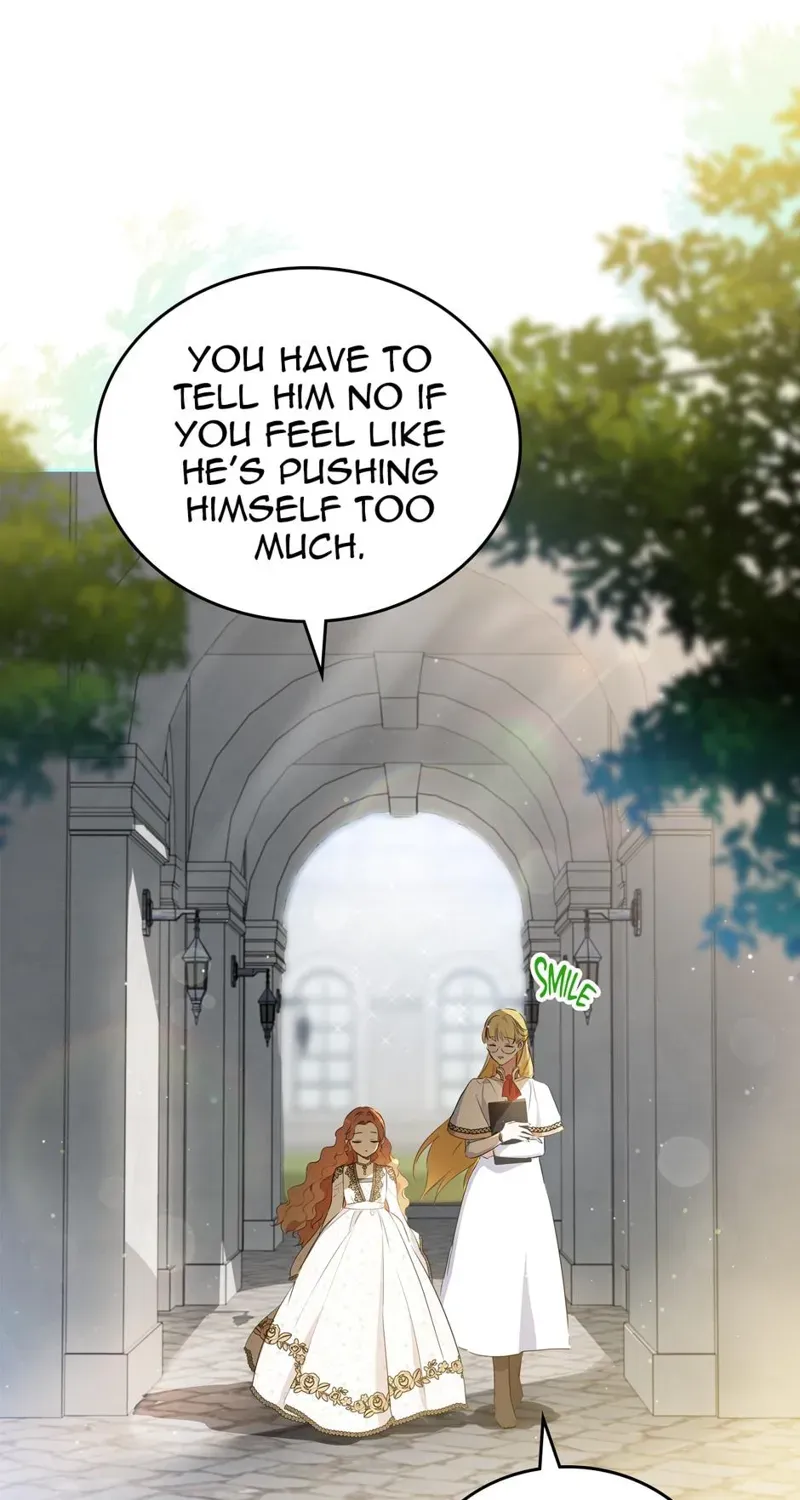 YOU HAVE TO
TELL HIM NO IF
YOU FEEL LIKE
HE'S PUSHING
HIMSELF TOO
MUCH.
SMILE